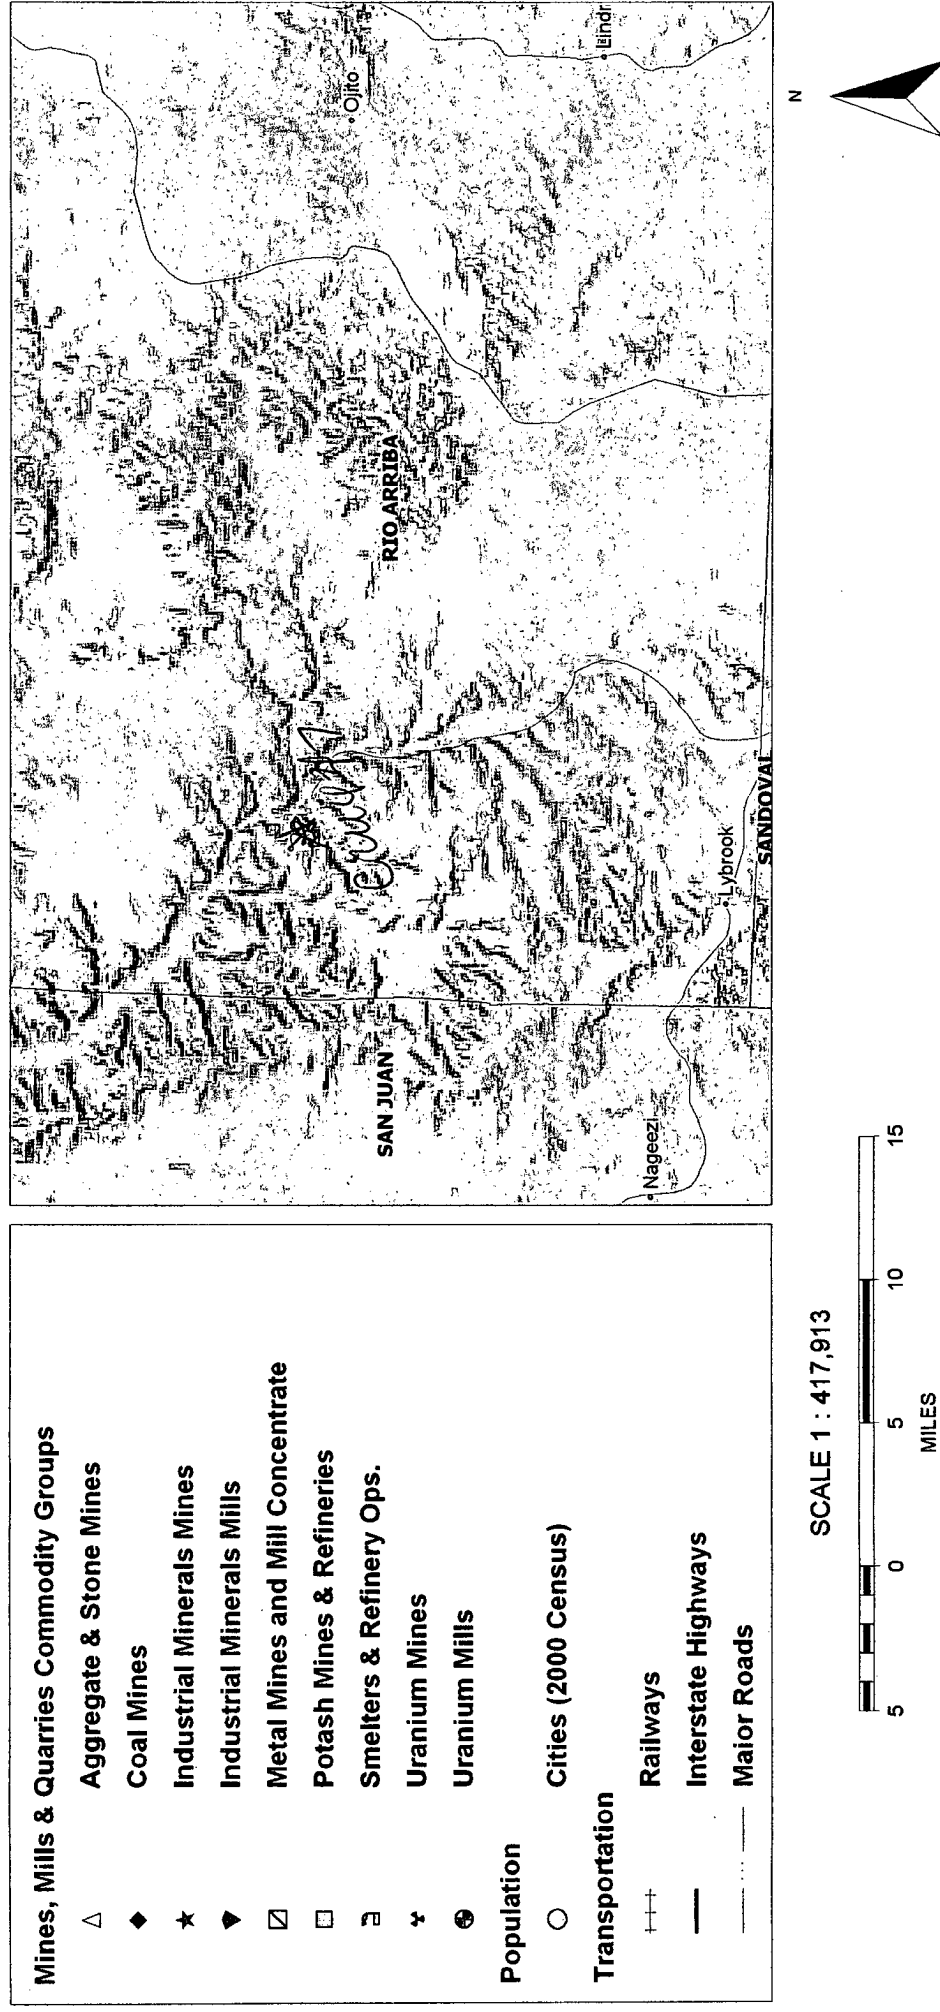 Mines, Mills & Quarries Commodity Groups
Aggregate & Stone Mines
Coal Mines
Industrial Minerals Mines
Industrial Minerals Mills
Metal Mines and Mill Concentrate
Potash Mines & Refineries
Smelters & Refinery Ops.
Uranium Mines
Uranium Mills
Population
Cities (2000 Census)
Transportation
Railways
Interstate Highways
Major Roads
Ojito
Lindr
RIO ARRIBA
SAN JUAN
Lybrook
SANDOVAL
Nageezi
N
SCALE 1 : 417,913
5 0 5 10 15
MILES